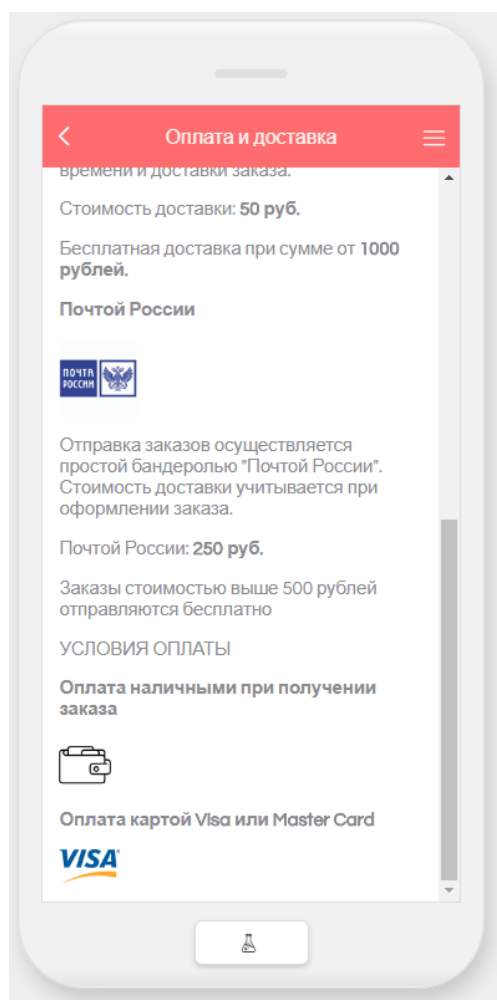 Оплата и доставка
времени и доставки заказа.
Стоимость доставки: 50 руб.
Бесплатная доставка при сумме от 1000
рублей.
Почтой России
ПОЧТА
РОССИИ
Отправка заказов осуществляется
простой бандеролью "Почтой России".
Стоимость доставки учитывается при
оформлении заказа.
Почтой России: 250 руб.
Заказы стоимостью выше 500 рублей
отправляются бесплатно
УСЛОВИЯ ОПЛАТЫ
Оплата наличными при получении
заказа
Оплата картой Visa или Master Card
VISA